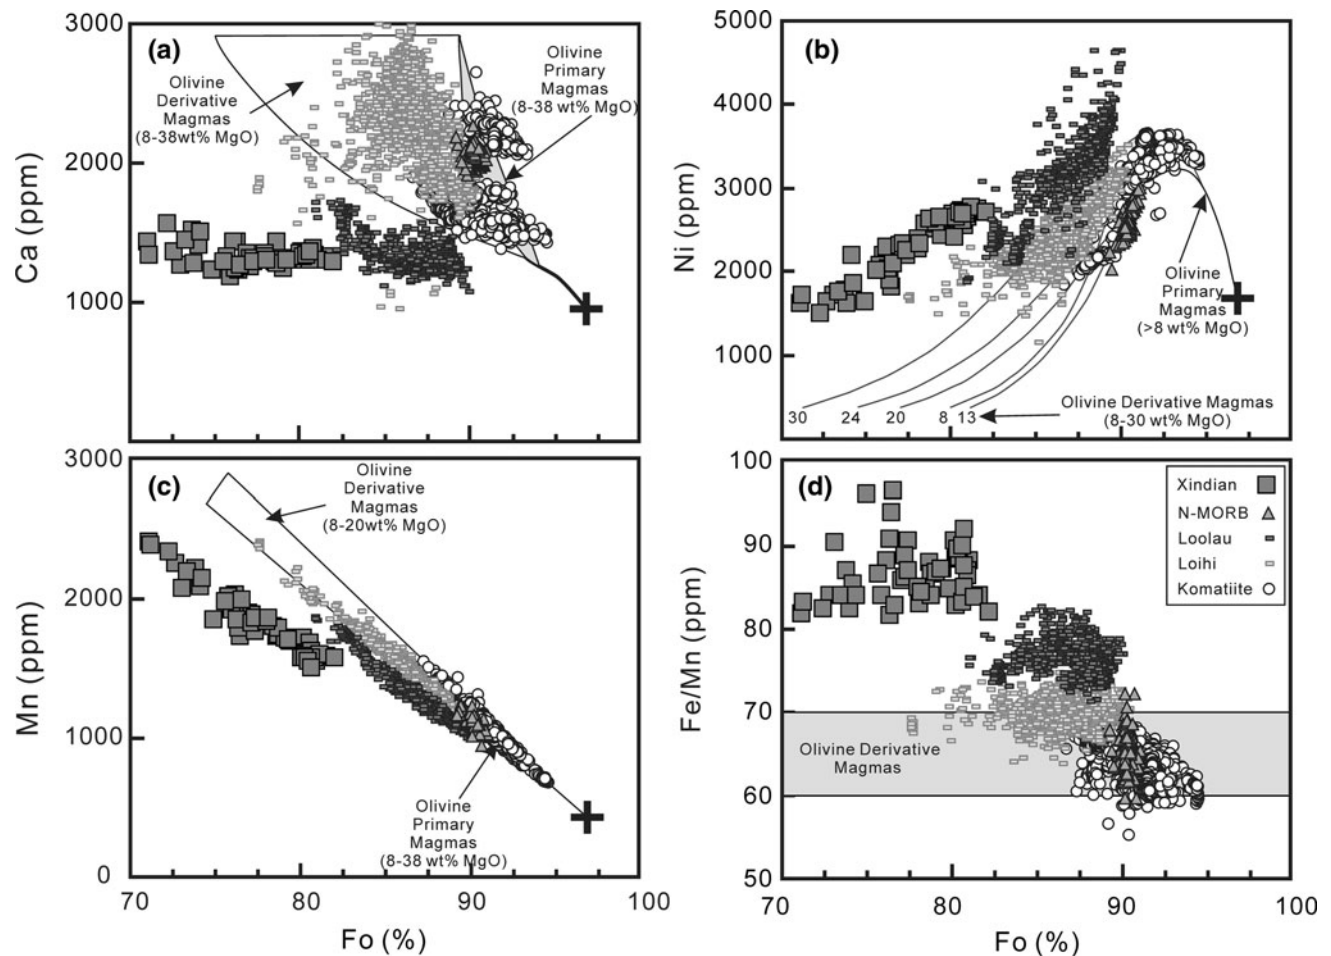 3000
2000
1000
Ca (ppm)
(a)
Olivine
Derivative
Magmas
(8-38wt% MgO)
Olivine
Primary
Magmas
(8-38 wt% MgO)
5000
4000
3000
2000
1000
Ni (ppm)
(b)
Olivine
Primary
Magmas
(>8 wt% MgO)
30
24
20
8
13
Olivine Derivative Magmas
(8-30 wt% MgO)
3000
2000
1000
0
Mn (ppm)
(c)
Olivine
Derivative
Magmas
(8-20wt% MgO)
Olivine
Primary
Magmas
(8-38 wt% MgO)
70
80
90
100
Fo (%)
100
90
80
70
60
50
Fe/Mn (ppm)
(d)
Xindian
N-MORB
Loolau
Loihi
Komatiite
Olivine Derivative
Magmas
70
80
90
100
Fo (%)